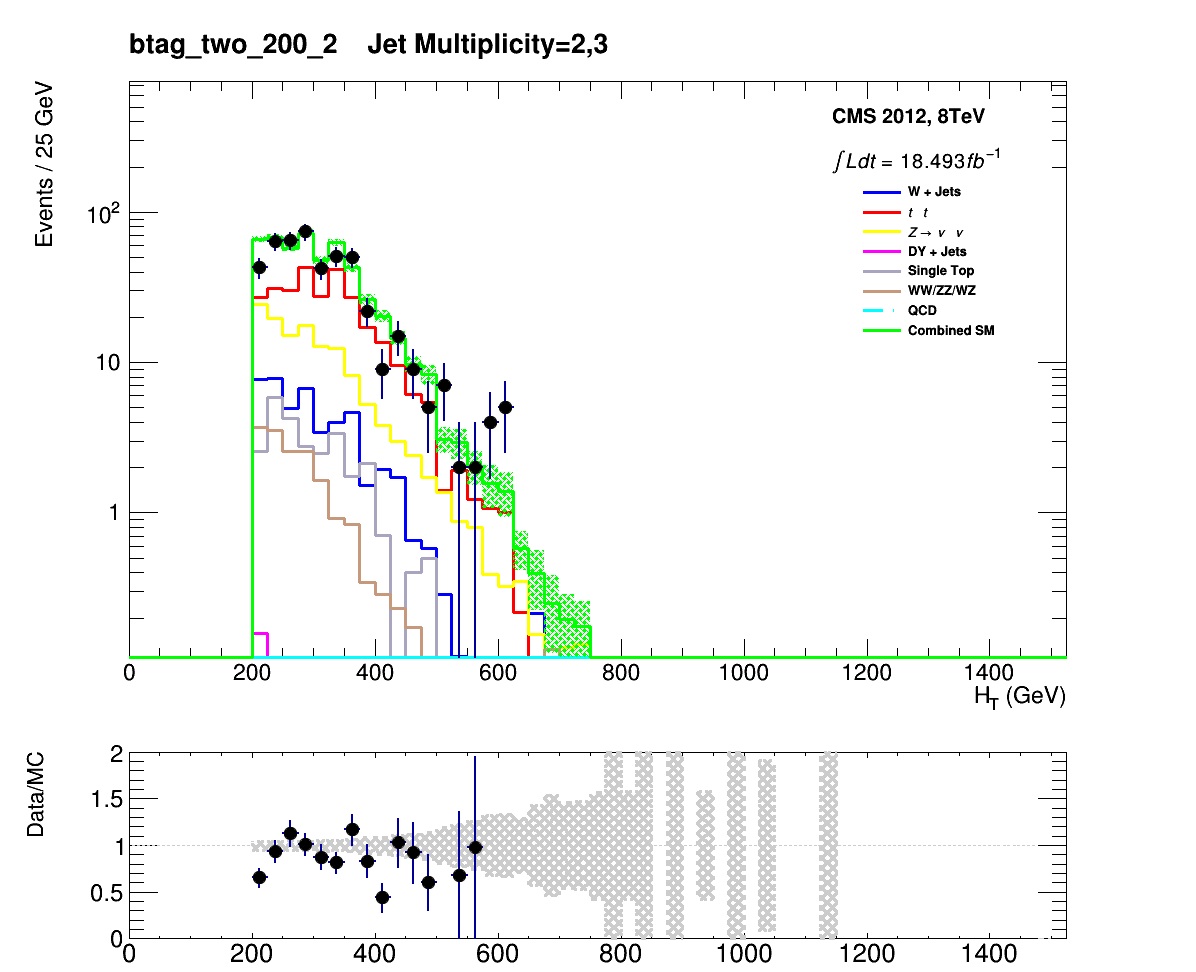 btag_two_200_2 Jet Multiplicity=2,3
Events / 25 GeV
CMS 2012, 8TeV
∫Ldt = 18.493fb⁻¹
W + Jets
t t
Z→ ν ν
DY + Jets
Single Top
WW/ZZ/WZ
QCD
Combined SM
10²
10
1
0 200 400 600 800 1000 1200 1400
H_T (GeV)
Data/MC
2
1.5
1
0.5
0
0 200 400 600 800 1000 1200 1400